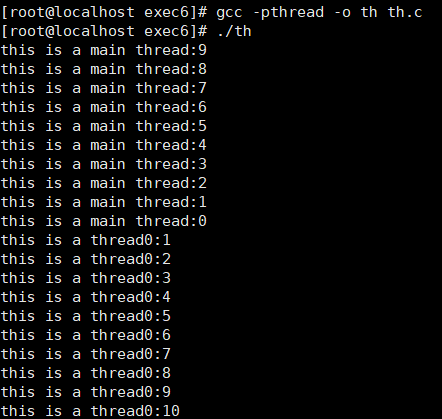 [root@localhost exec6]# gcc -pthread -o th th.c
[root@localhost exec6]# ./th
this is a main thread:9
this is a main thread:8
this is a main thread:7
this is a main thread:6
this is a main thread:5
this is a main thread:4
this is a main thread:3
this is a main thread:2
this is a main thread:1
this is a main thread:0
this is a thread0:1
this is a thread0:2
this is a thread0:3
this is a thread0:4
this is a thread0:5
this is a thread0:6
this is a thread0:7
this is a thread0:8
this is a thread0:9
this is a thread0:10